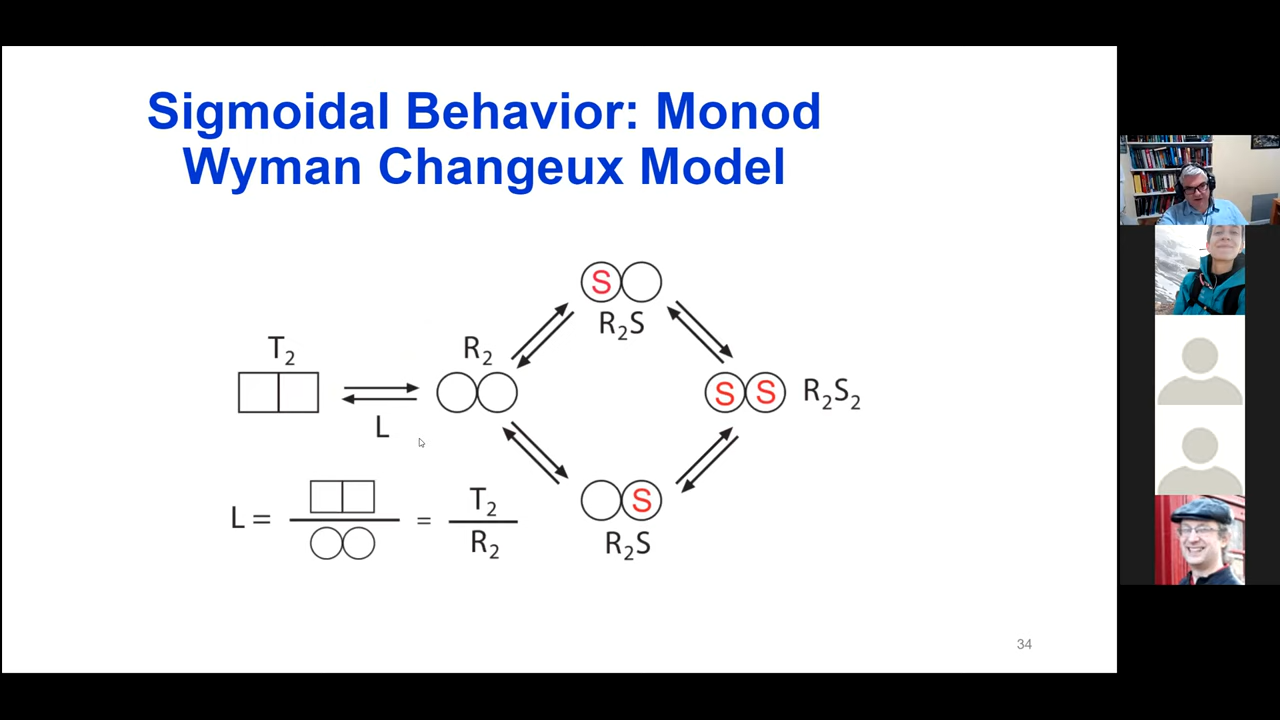 Sigmoidal Behavior: Monod
Wyman Changeux Model
S
R₂S
T₂
R₂
S S R₂S₂
L
S
R₂S
L = = T₂
R₂
34